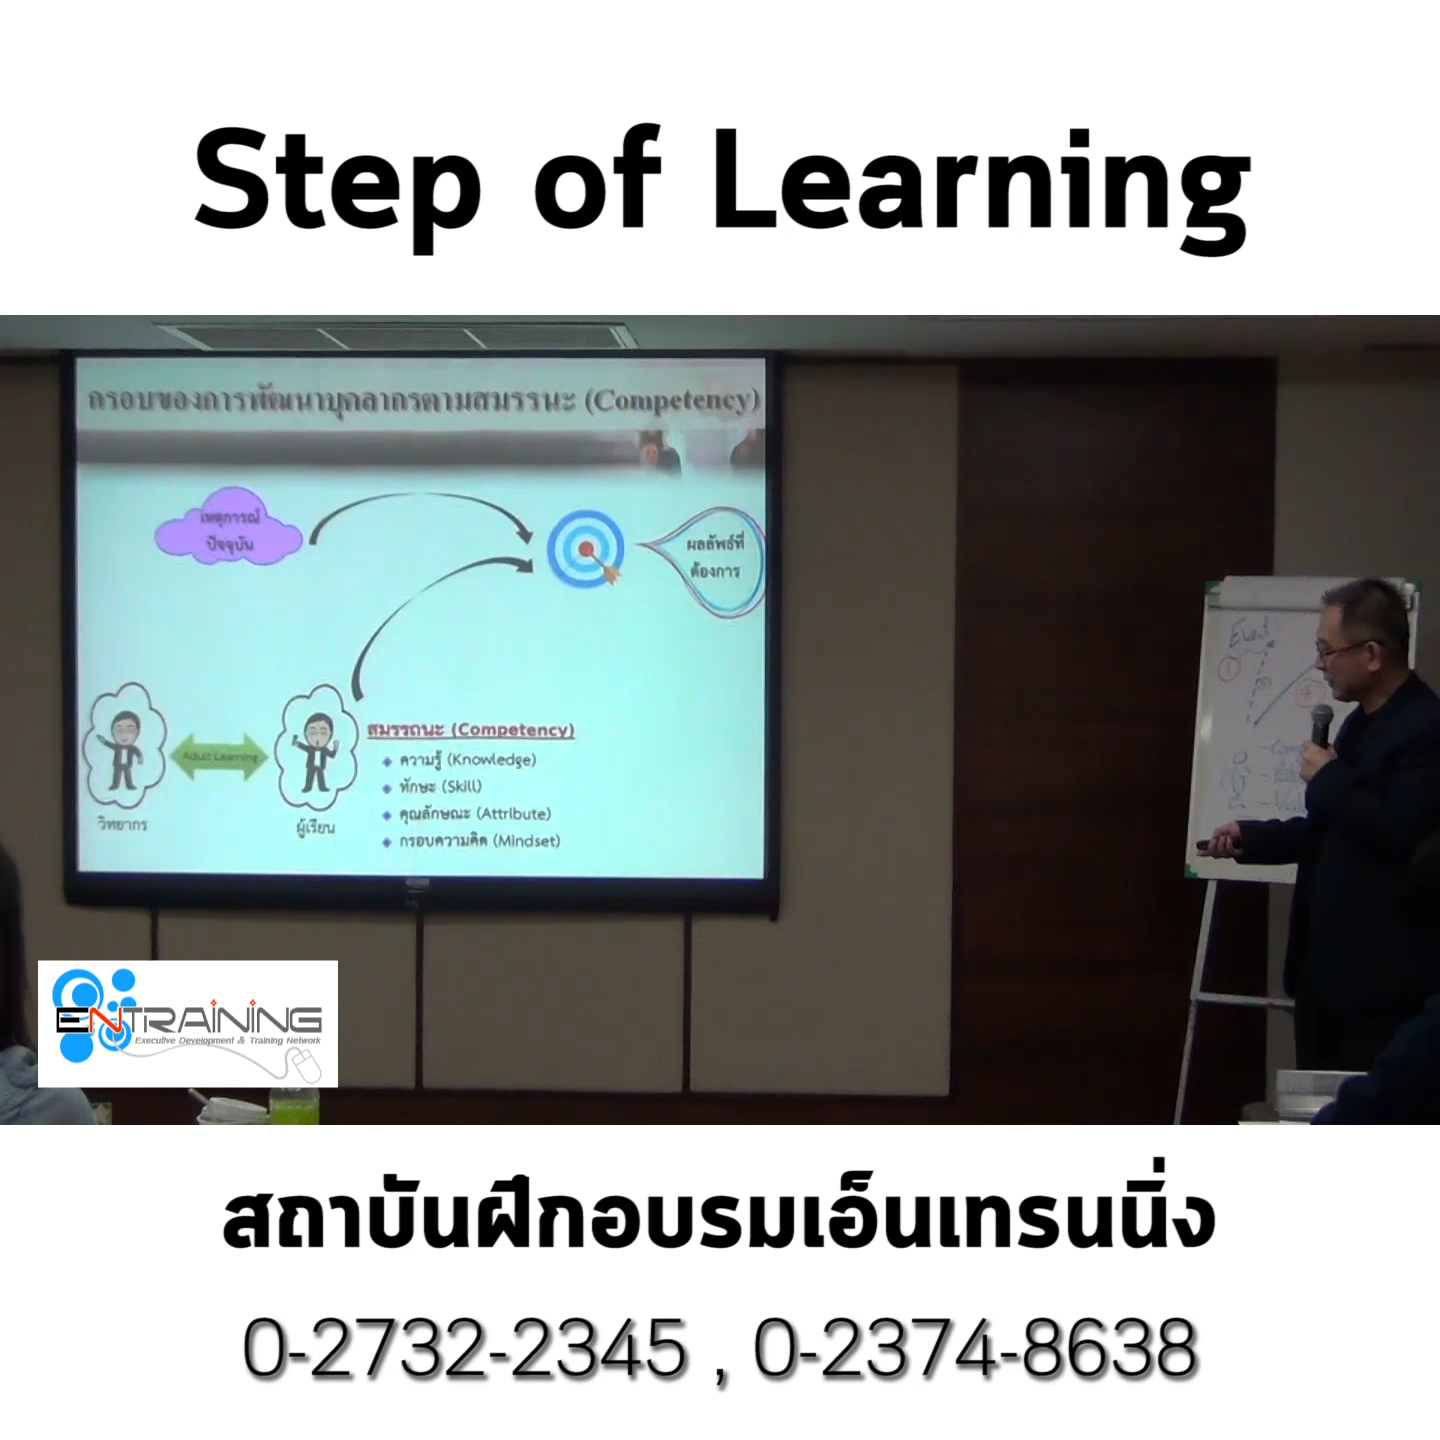 Step of Learning
กรอบของการพัฒนาบุคลากรตามสมรรนะ (Competency)
เหตุการณ์
ปัจจุบัน
ผลลัพธ์ที่
ต้องการ
Event
1
4
Adult Learning
สมรรถนะ (Competency)
ความรู้ (Knowledge)
ทักษะ (Skill)
คุณลักษณะ (Attribute)
กรอบความคิด (Mindset)
วิทยากร
ผู้เรียน
ENTRAINING
Executive Development & Training Network
สถาบันฝึกอบรมเอ็นเทรนนิ่ง
0-2732-2345 , 0-2374-8638